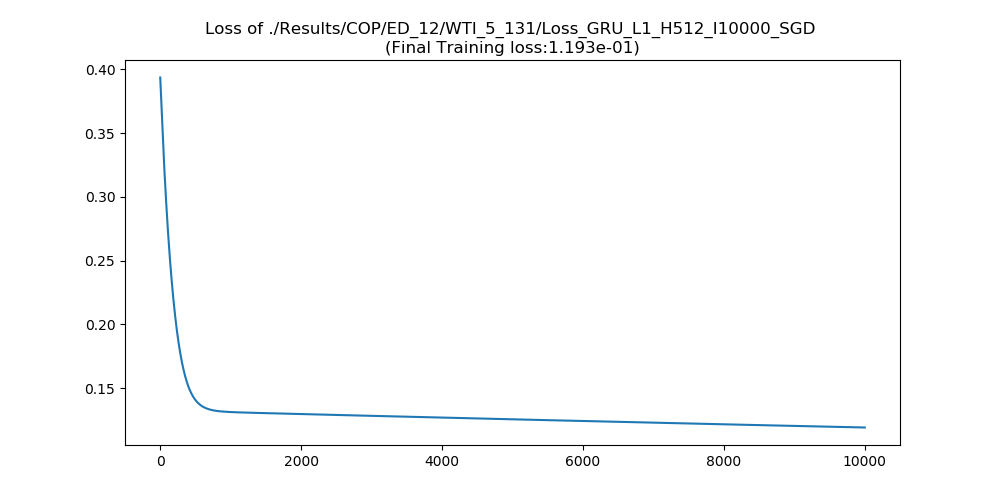 Loss of ./Results/COP/ED_12/WTI_5_131/Loss_GRU_L1_H512_I10000_SGD
(Final Training loss:1.193e-01)
0.40
0.35
0.30
0.25
0.20
0.15
0 2000 4000 6000 8000 10000